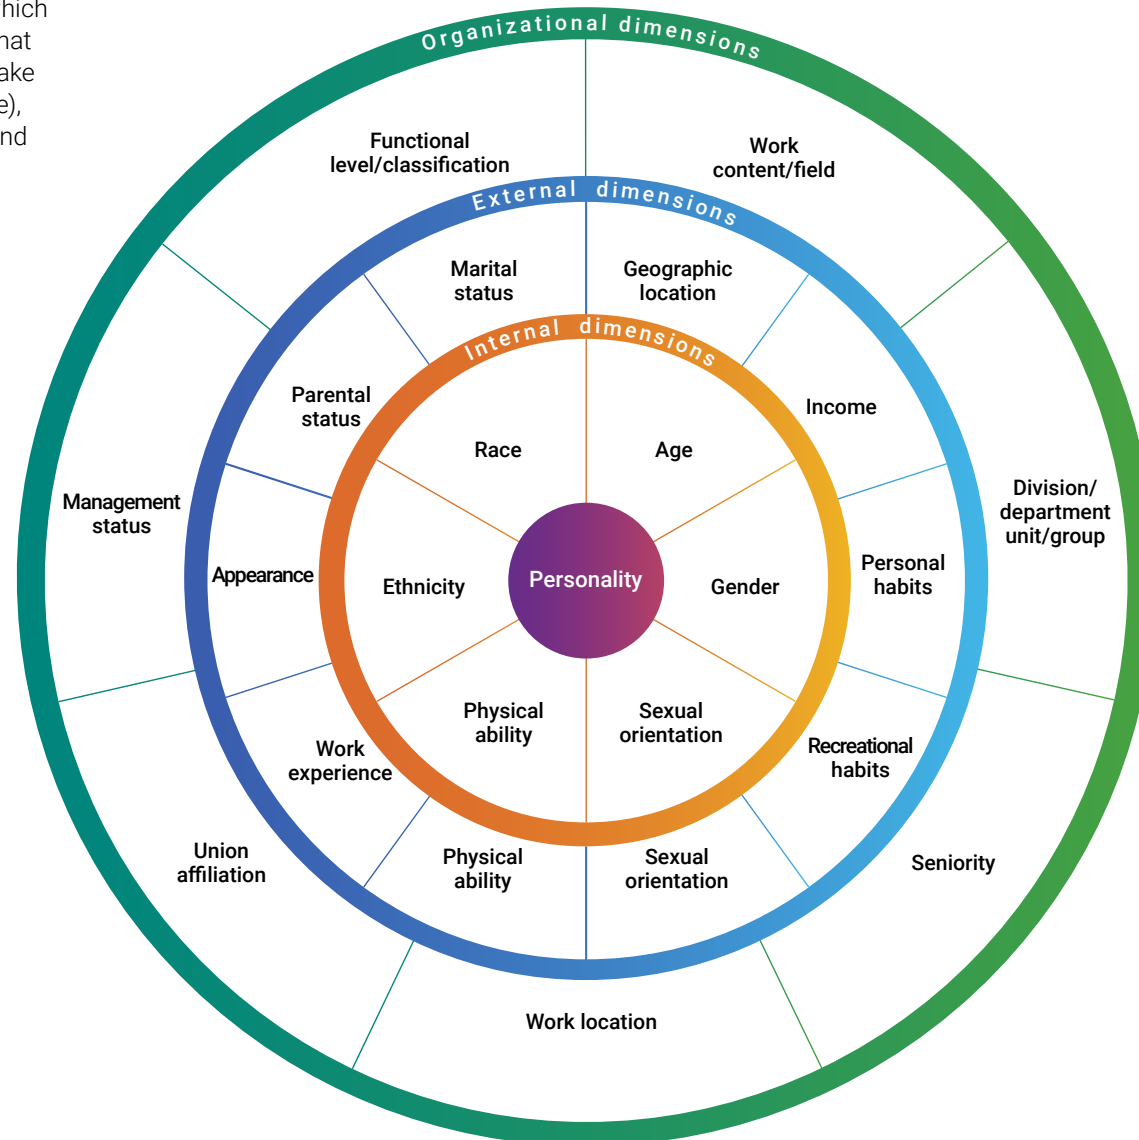 which
hat
ake
e),
nd
Organizational dimensions
Functional
level/classification
Work
content/field
External dimensions
Marital
status
Geographic
location
Internal dimensions
Parental
status
Income
Race
Age
Management
status
Division/
department
unit/group
Appearance
Ethnicity
Personality
Gender
Personal
habits
Physical
ability
Sexual
orientation
Work
experience
Recreational
habits
Union
affiliation
Physical
ability
Sexual
orientation
Seniority
Work location